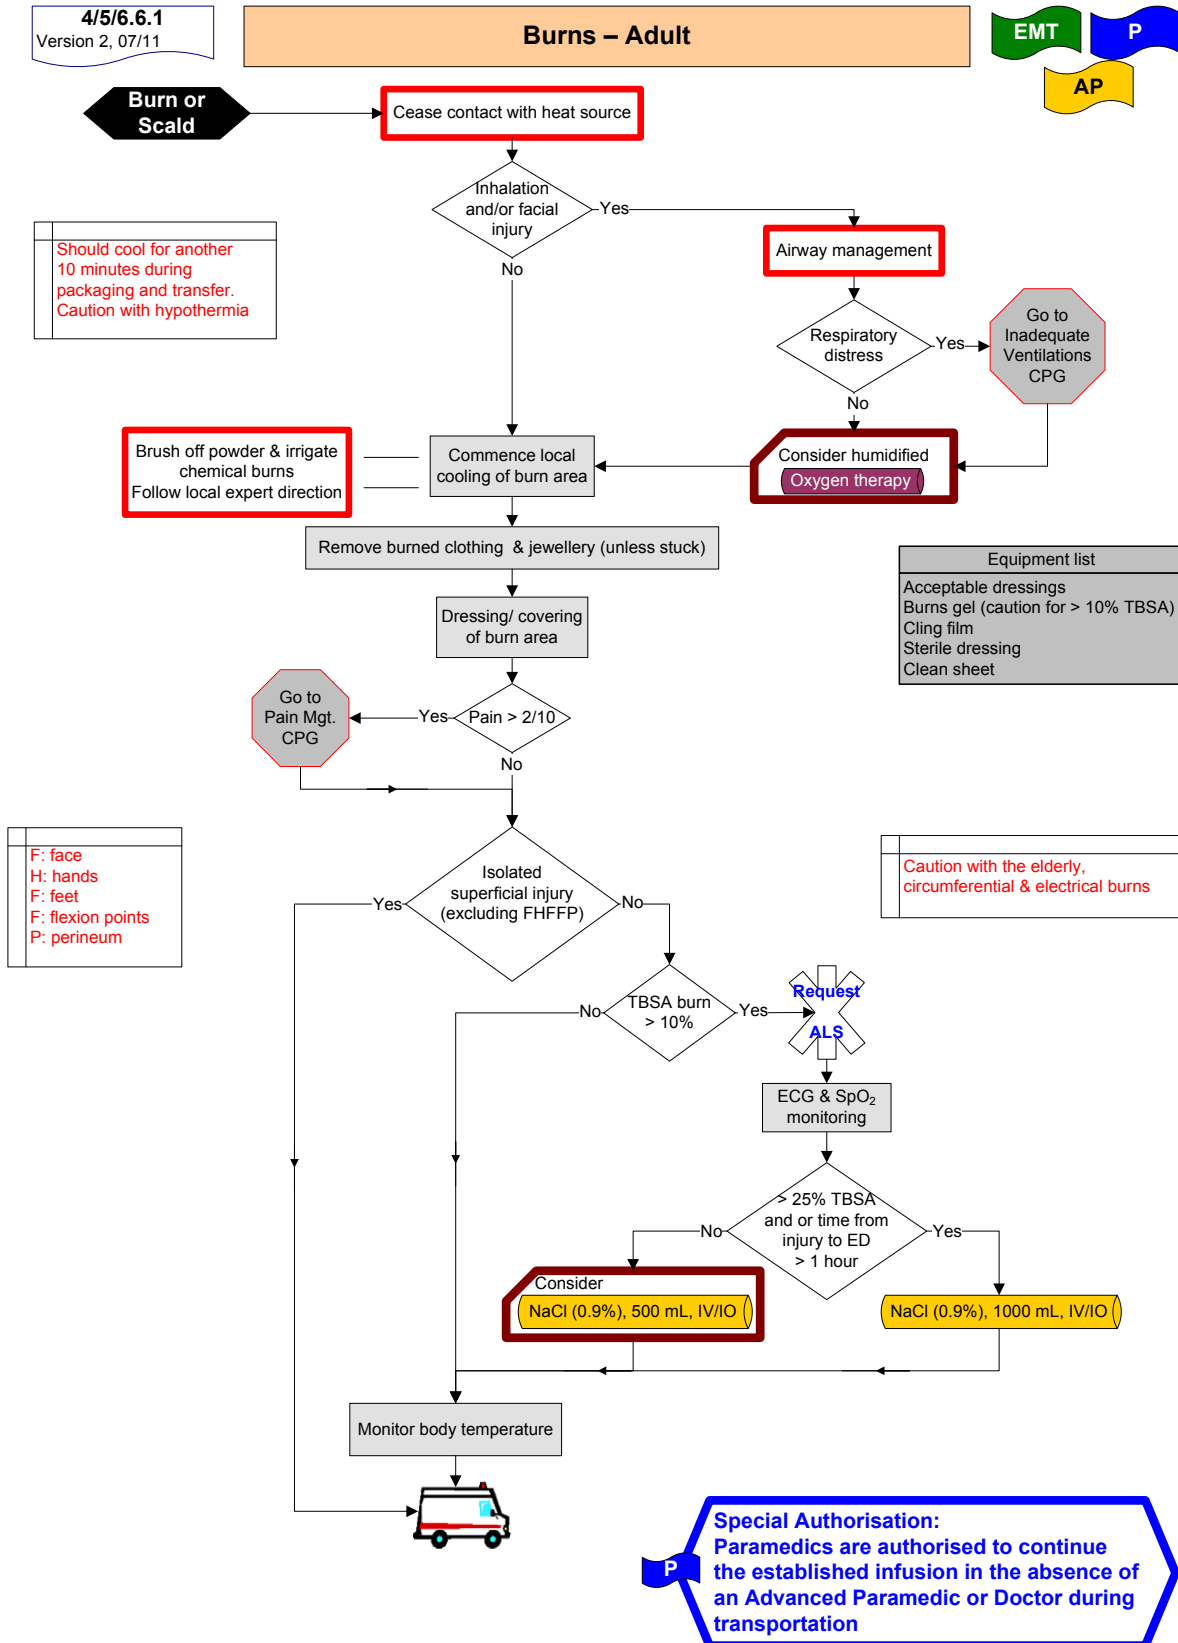 4/5/6.6.1
Version 2, 07/11
Burns – Adult
EMT
P
AP
Burn or
Scald
Cease contact with heat source
Inhalation
and/or facial
injury
Yes
No
Should cool for another
10 minutes during
packaging and transfer.
Caution with hypothermia
Airway management
Respiratory
distress
Yes
No
Go to
Inadequate
Ventilations
CPG
Brush off powder & irrigate
chemical burns
Follow local expert direction
Commence local
cooling of burn area
Consider humidified
Oxygen therapy
Remove burned clothing & jewellery (unless stuck)
Equipment list
Acceptable dressings
Burns gel (caution for > 10% TBSA)
Cling film
Sterile dressing
Clean sheet
Dressing/ covering
of burn area
Go to
Pain Mgt.
CPG
Yes
Pain > 2/10
No
F: face
H: hands
F: feet
F: flexion points
P: perineum
Yes
Isolated
superficial injury
(excluding FHFFP)
No
Caution with the elderly,
circumferential & electrical burns
No
TBSA burn
> 10%
Yes
Request
ALS
ECG & SpO2
monitoring
No
> 25% TBSA
and or time from
injury to ED
> 1 hour
Yes
Consider
NaCl (0.9%), 500 mL, IV/IO
NaCl (0.9%), 1000 mL, IV/IO
Monitor body temperature
P
Special Authorisation:
Paramedics are authorised to continue
the established infusion in the absence of
an Advanced Paramedic or Doctor during
transportation